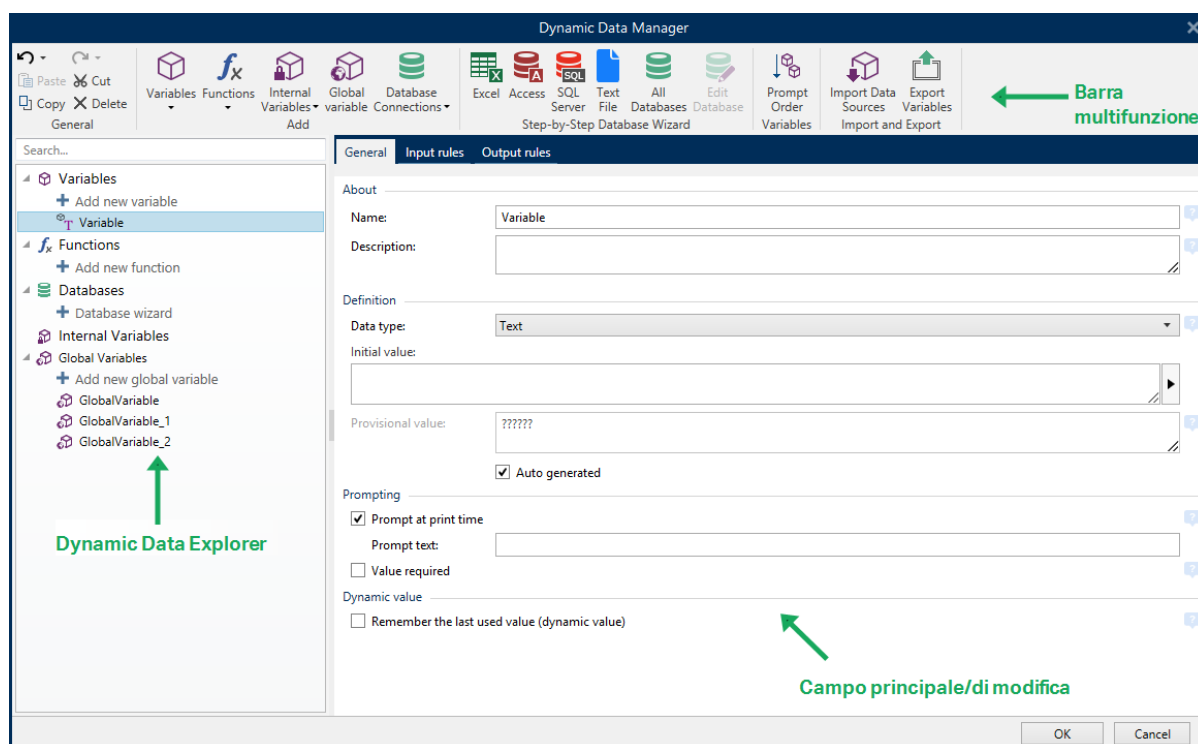 Dynamic Data Manager
Paste
Cut
Copy
Delete
General
Variables
Functions
Internal Variables
Global variable
Database Connections
Add
Excel
Access
SQL Server
Text File
All Databases
Edit Database
Step-by-Step Database Wizard
Prompt Order
Variables
Import Data Sources
Export Variables
Import and Export
Barra
multifunzione
Search...
Variables
Add new variable
Variable
Functions
Add new function
Databases
Database wizard
Internal Variables
Global Variables
Add new global variable
GlobalVariable
GlobalVariable_1
GlobalVariable_2
Dynamic Data Explorer
General Input rules Output rules
About
Name: Variable
Description:
Definition
Data type: Text
Initial value:
Provisional value: ??????
Auto generated
Prompting
Prompt at print time
Prompt text:
Value required
Dynamic value
Remember the last used value (dynamic value)
Campo principale/di modifica
OK Cancel